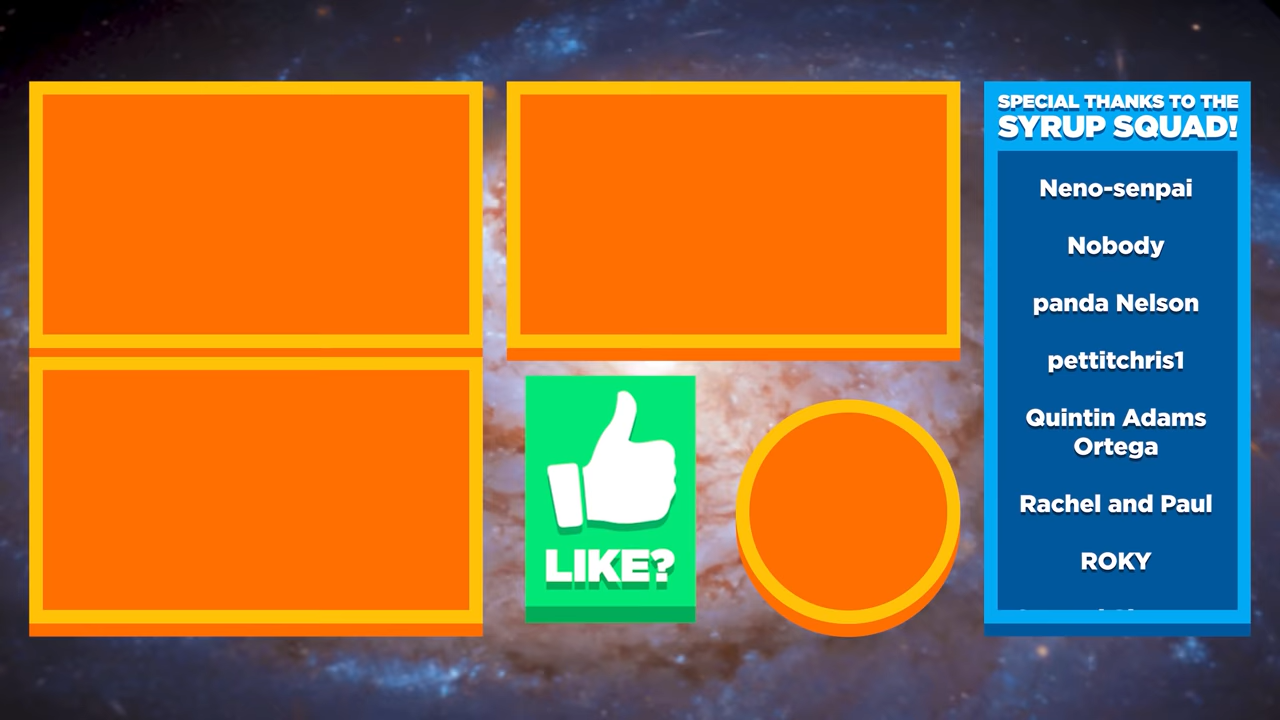 SPECIAL THANKS TO THE
SYRUP SQUAD!
Neno-senpai
Nobody
panda Nelson
pettitchris1
Quintin Adams
Ortega
Rachel and Paul
ROKY
LIKE?